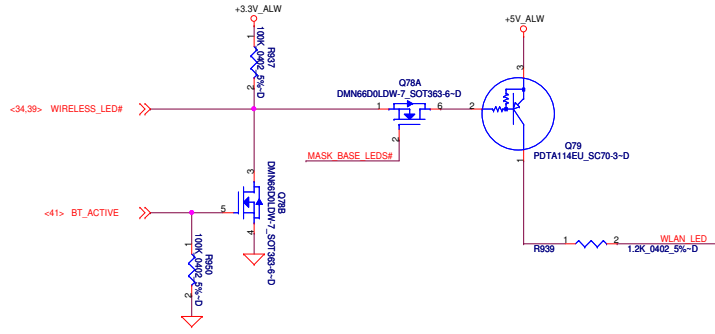 +3.3V_ALW
+5V_ALW
1
R937
100K_0402_5%~D
2
3
Q78A
DMN66D0LDW-7_SOT363-6~D
<34,39> WIRELESS_LED#
1
6
2
2
Q79
PDTA114EU_SC70-3~D
MASK_BASE_LEDS#
1
3
Q78B
DMN66D0LDW-7_SOT363-6~D
<41> BT_ACTIVE
5
4
1
R950
100K_0402_5%~D
2
1
2
WLAN_LED
R939
1.2K_0402_5%~D